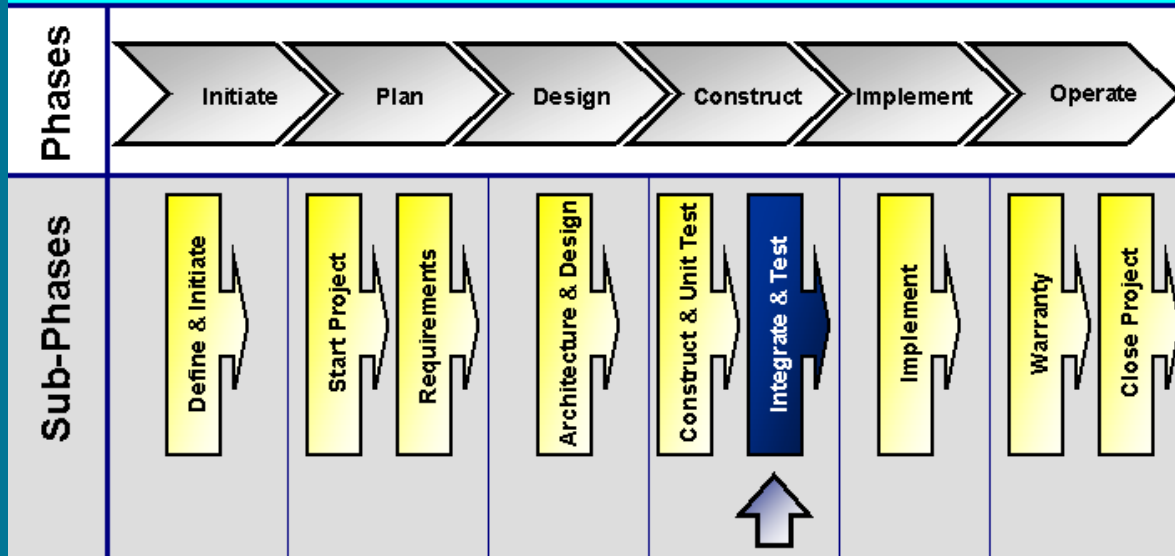 Phases
Initiate
Plan
Design
Construct
Implement
Operate
Sub-Phases
Define & Initiate
Start Project
Requirements
Architecture & Design
Construct & Unit Test
Integrate & Test
Implement
Warranty
Close Project